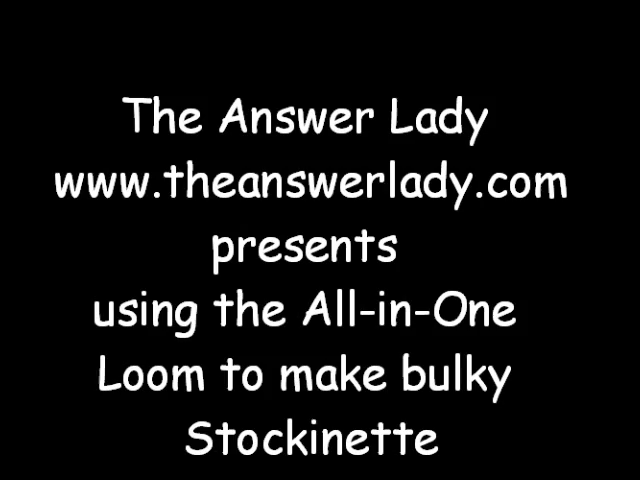 The Answer Lady
www.theanswerlady.com
presents
using the All-in-One
Loom to make bulky
Stockinette